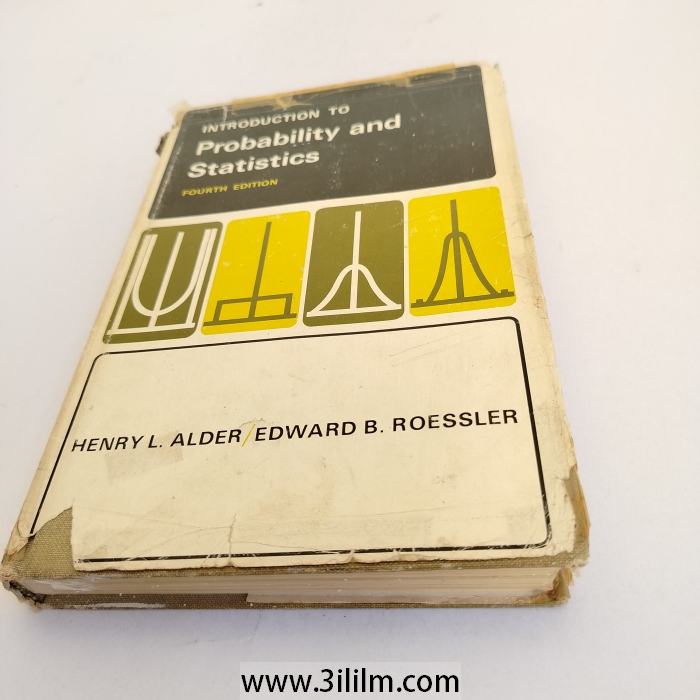 INTRODUCTION TO
Probability and
Statistics
FOURTH EDITION
HENRY L. ALDER/EDWARD B. ROESSLER
www.3ililm.com